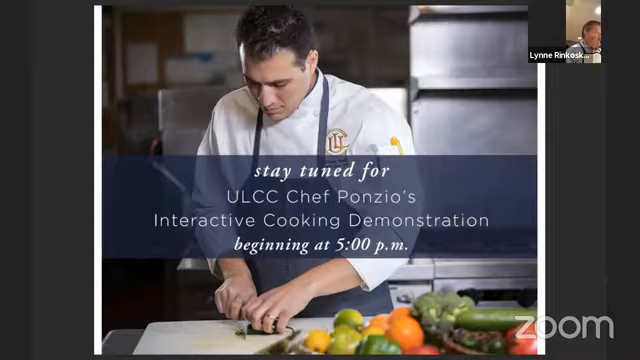 Lynne Rinkosk...
stay tuned for
ULCC Chef Ponzio's
Interactive Cooking Demonstration
beginning at 5:00 p.m.
zoom